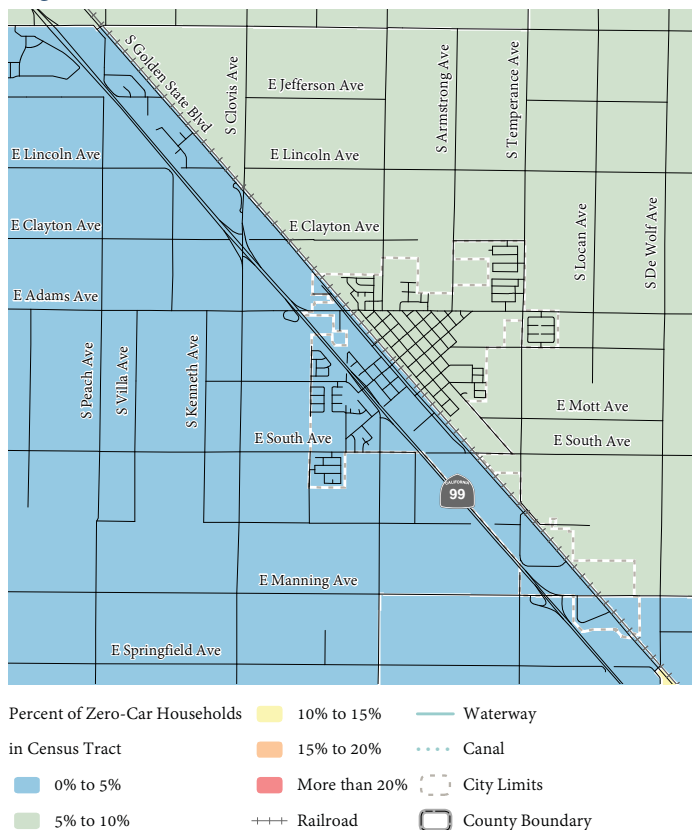 S Golden State Blvd
S Clovis Ave
E Jefferson Ave
S Armstrong Ave
S Temperance Ave
E Lincoln Ave
E Lincoln Ave
E Clayton Ave
E Clayton Ave
S Locan Ave
S De Wolf Ave
E Adams Ave
S Peach Ave
S Villa Ave
S Kenneth Ave
E Mott Ave
E South Ave
E South Ave
CALIFORNIA
99
E Manning Ave
E Springfield Ave
Percent of Zero-Car Households
in Census Tract
0% to 5%
5% to 10%
10% to 15%
15% to 20%
More than 20%
Railroad
Waterway
Canal
City Limits
County Boundary